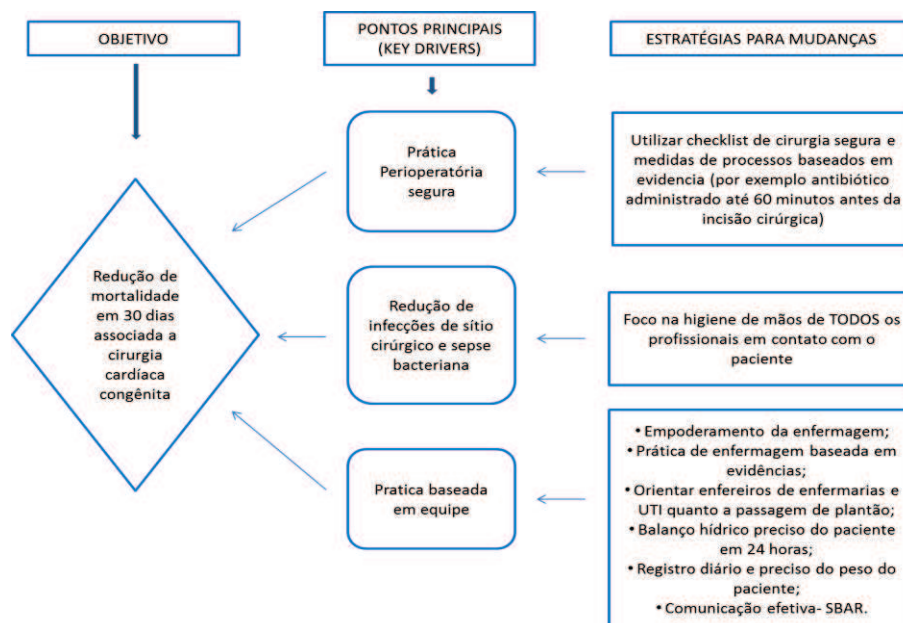 OBJETIVO
PONTOS PRINCIPAIS
(KEY DRIVERS)
ESTRATÉGIAS PARA MUDANÇAS
Prática
Perioperatória
segura
Utilizar checklist de cirurgia segura e
medidas de processos baseados em
evidencia (por exemplo antibiótico
administrado até 60 minutos antes da
incisão cirúrgica)
Redução de
mortalidade
em 30 dias
associada a
cirurgia
cardíaca
congênita
Redução de
infecções de sítio
cirúrgico e sepse
bacteriana
Foco na higiene de mãos de TODOS os
profissionais em contato com o
paciente
Pratica baseada
em equipe
• Empoderamento da enfermagem;
• Prática de enfermagem baseada em
evidências;
• Orientar enfereiros de enfermarias e
UTI quanto a passagem de plantão;
• Balanço hídrico preciso do paciente
em 24 horas;
• Registro diário e preciso do peso do
paciente;
• Comunicação efetiva- SBAR.